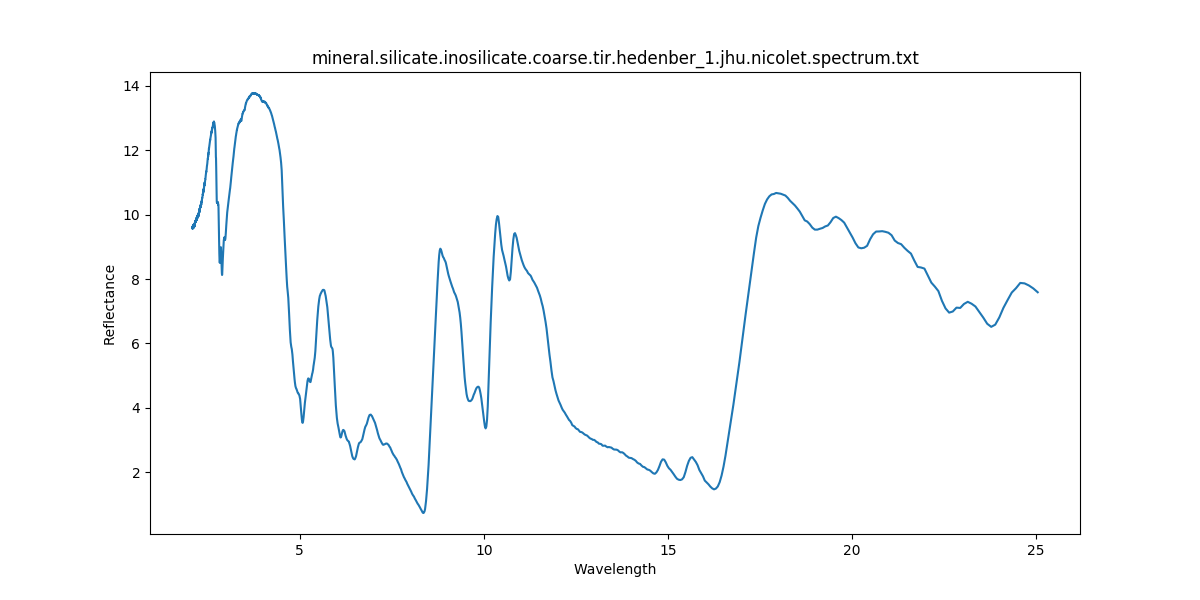 mineral.silicate.inosilicate.coarse.tir.hedenber_1.jhu.nicolet.spectrum.txt
14
12
10
8
6
4
2
Reflectance
5 10 15 20 25
Wavelength